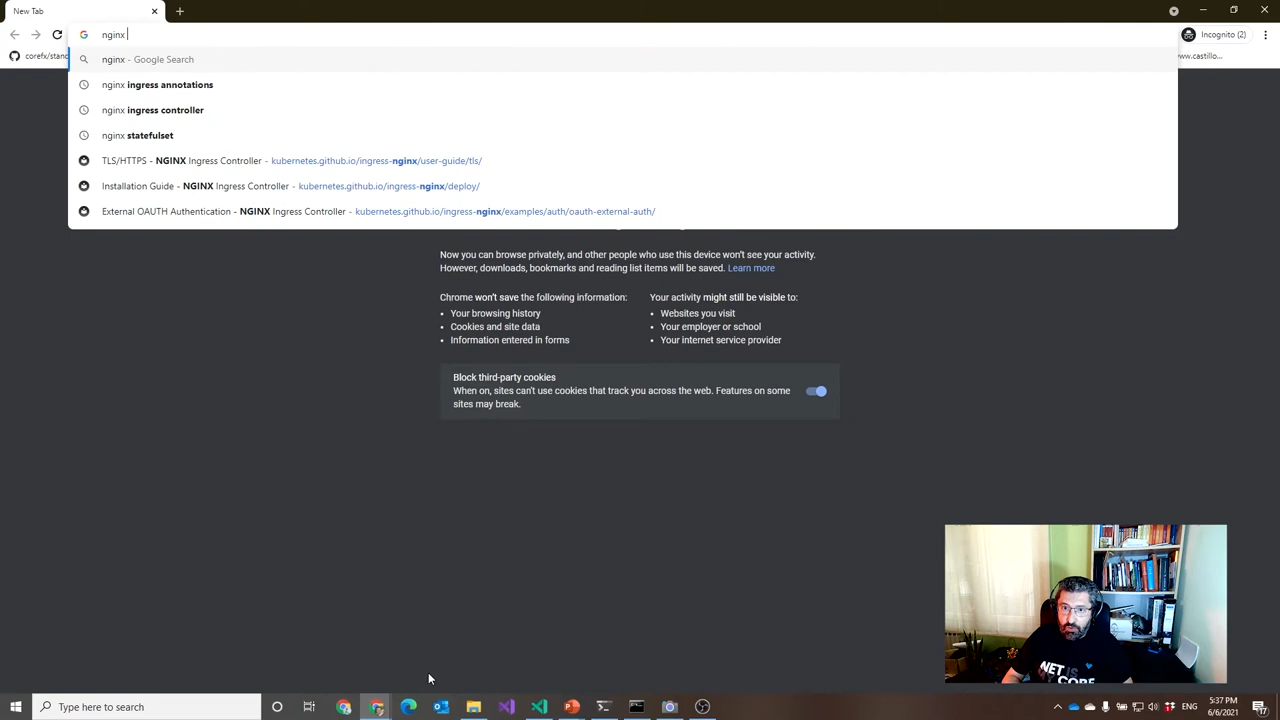 New Tab
nginx
Incognito (2)
corefx/stand
ww.castillo...
nginx - Google Search
nginx ingress annotations
nginx ingress controller
nginx statefulset
TLS/HTTPS - NGINX Ingress Controller - kubernetes.github.io/ingress-nginx/user-guide/tls/
Installation Guide - NGINX Ingress Controller - kubernetes.github.io/ingress-nginx/deploy/
External OAUTH Authentication - NGINX Ingress Controller - kubernetes.github.io/ingress-nginx/examples/auth/oauth-external-auth/
Now you can browse privately, and other people who use this device won't see your activity.
However, downloads, bookmarks and reading list items will be saved. Learn more
Chrome won't save the following information:
• Your browsing history
• Cookies and site data
• Information entered in forms
Your activity might still be visible to:
• Websites you visit
• Your employer or school
• Your internet service provider
Block third-party cookies
When on, sites can't use cookies that track you across the web. Features on some
sites may break.
.NET IS
CORE
Type here to search
ENG
5:37 PM
6/6/2021
17